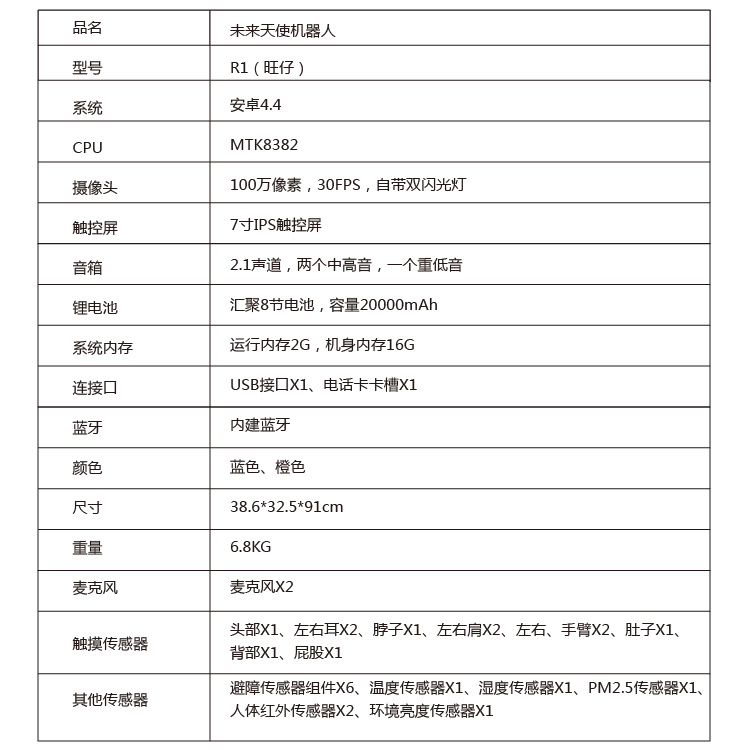 品名 未来天使机器人
型号 R1（旺仔）
系统 安卓4.4
CPU MTK8382
摄像头 100万像素，30FPS，自带双闪光灯
触控屏 7寸IPS触控屏
音箱 2.1声道，两个中高音，一个重低音
锂电池 汇聚8节电池，容量20000mAh
系统内存 运行内存2G，机身内存16G
连接口 USB接口X1、电话卡卡槽X1
蓝牙 内建蓝牙
颜色 蓝色、橙色
尺寸 38.6*32.5*91cm
重量 6.8KG
麦克风 麦克风X2
触摸传感器 头部X1、左右耳X2、脖子X1、左右肩X2、左右、手臂X2、肚子X1、
背部X1、屁股X1
其他传感器 避障传感器组件X6、温度传感器X1、湿度传感器X1、PM2.5传感器X1、
人体红外传感器X2、环境亮度传感器X1